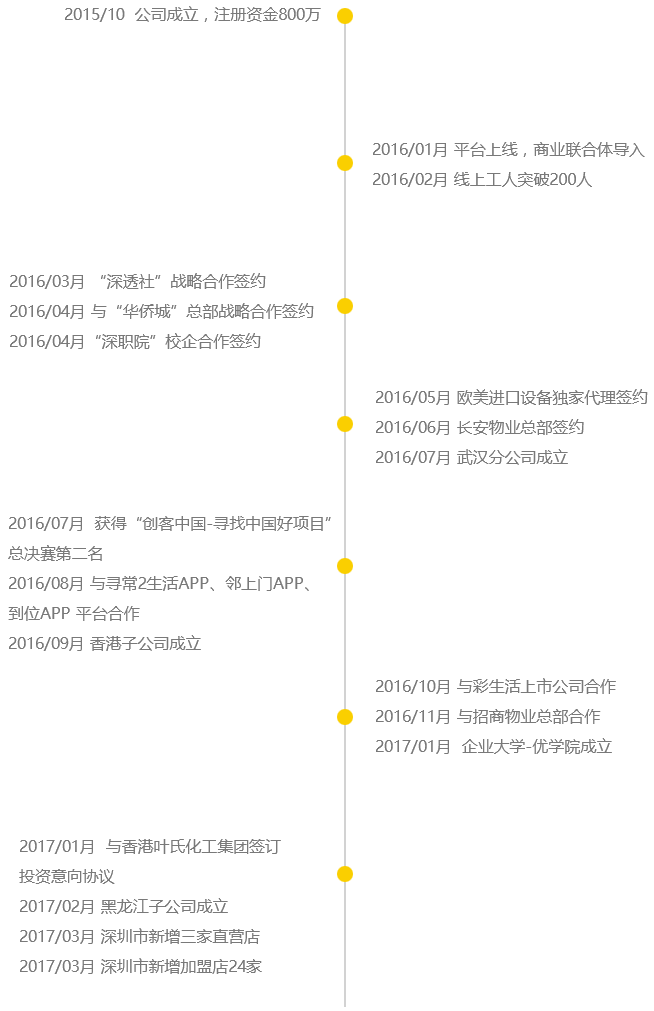 2015/10 公司成立，注册资金800万
2016/01月 平台上线，商业联合体导入
2016/02月 线上工人突破200人
2016/03月 “深透社”战略合作签约
2016/04月 与“华侨城”总部战略合作签约
2016/04月“深职院”校企合作签约
2016/05月 欧美进口设备独家代理签约
2016/06月 长安物业总部签约
2016/07月 武汉分公司成立
2016/07月 获得“创客中国-寻找中国好项目”
总决赛第二名
2016/08月 与寻常2生活APP、邻上门APP、
到位APP 平台合作
2016/09月 香港子公司成立
2016/10月 与彩生活上市公司合作
2016/11月 与招商物业总部合作
2017/01月 企业大学-优学院成立
2017/01月 与香港叶氏化工集团签订
投资意向协议
2017/02月 黑龙江子公司成立
2017/03月 深圳市新增三家直营店
2017/03月 深圳市新增加盟店24家